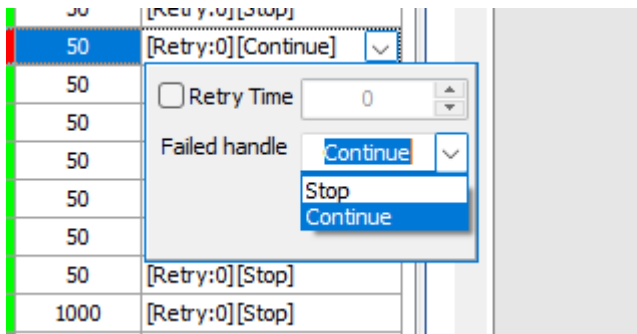 50 [Retry:0][Stop]
50 [Retry:0][Continue]
50
Retry Time 0
50
50
Failed handle Continue
50
Stop
Continue
50
50 [Retry:0][Stop]
1000 [Retry:0][Stop]